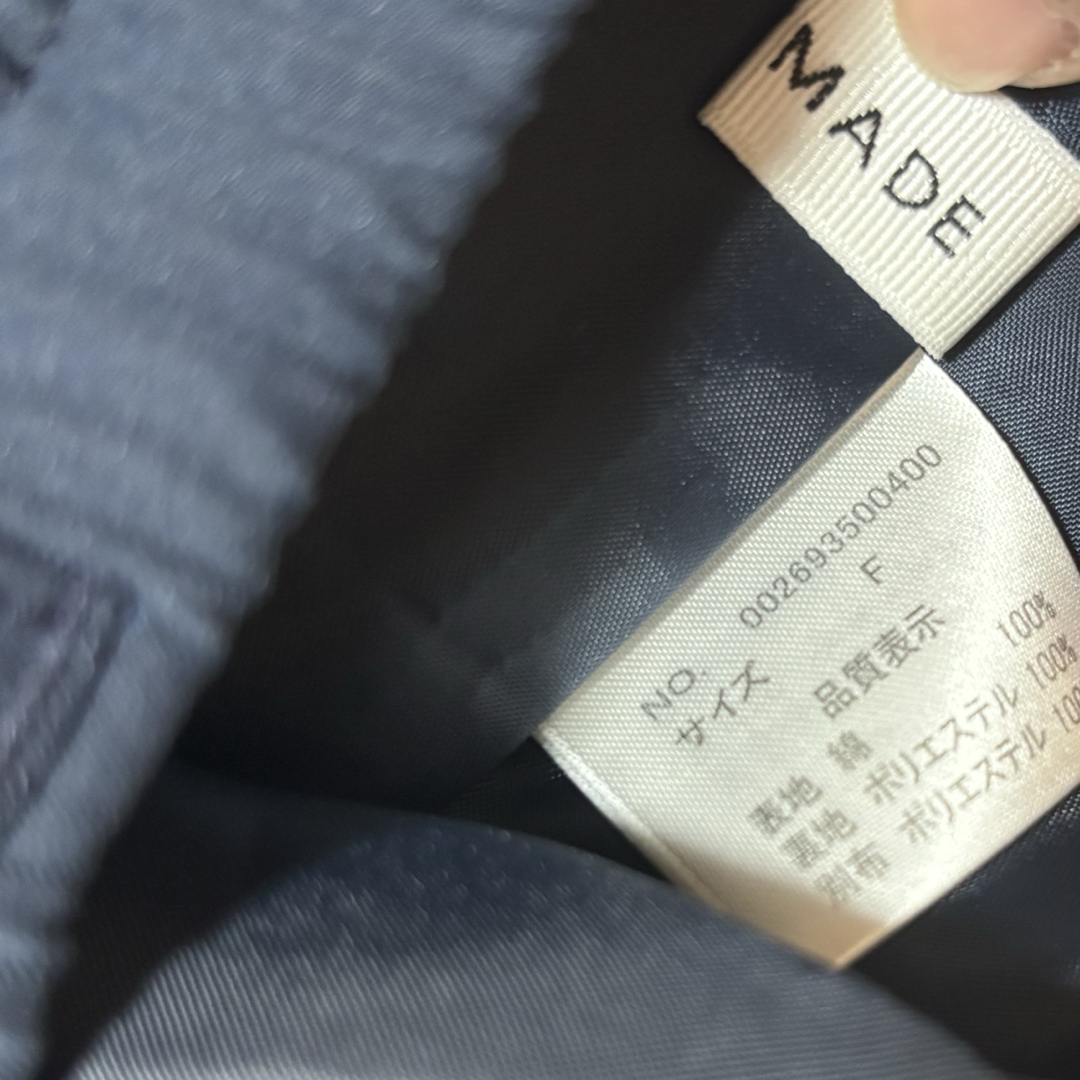 MADE
NO. 002693500400
サイズ F
品質表示
表地 綿 100%
裏地 ポリエステル 100%
別布 ポリエステル 100